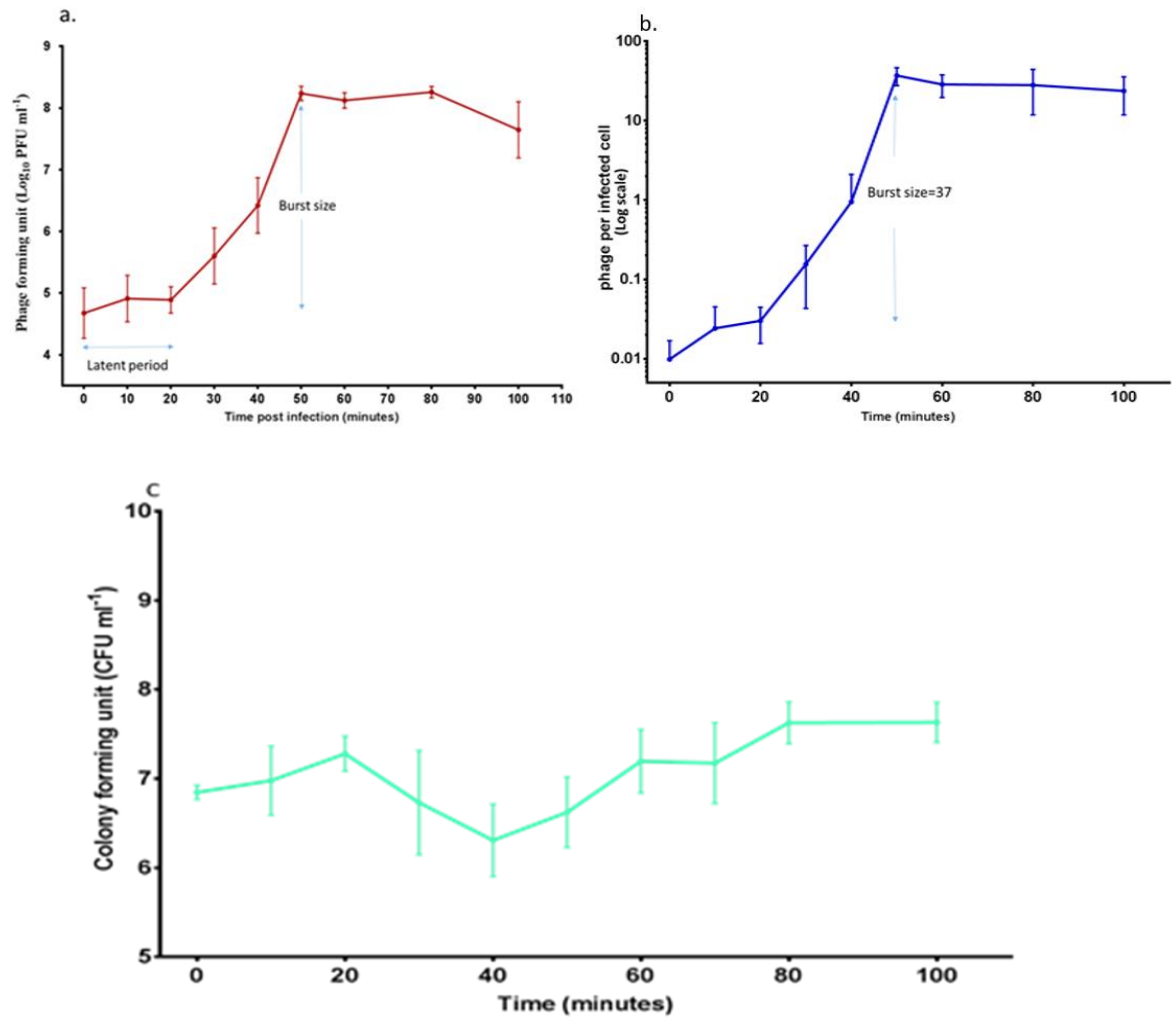 a.
Phage forming unit (Log₁₀ PFU ml⁻¹)
9
8
7
6
5
4
Burst size
Latent period
0 10 20 30 40 50 60 70 80 90 100 110
Time post infection (minutes)
b.
phage per infected cell
(Log scale)
100
10
1
0.1
0.01
Burst size=37
0 20 40 60 80 100
Time (minutes)
c
Colony forming unit (CFU ml⁻¹)
10
9
8
7
6
5
0 20 40 60 80 100
Time (minutes)